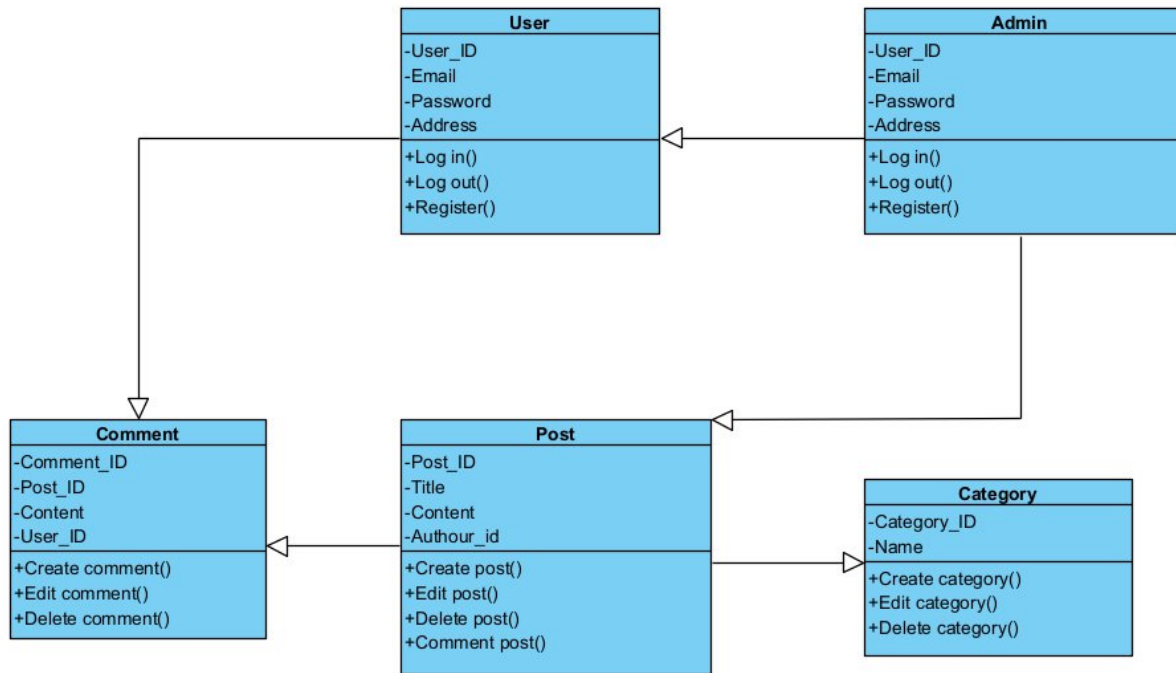 User
-User_ID
-Email
-Password
-Address
+Log in()
+Log out()
+Register()
Admin
-User_ID
-Email
-Password
-Address
+Log in()
+Log out()
+Register()
Comment
-Comment_ID
-Post_ID
-Content
-User_ID
+Create comment()
+Edit comment()
+Delete comment()
Post
-Post_ID
-Title
-Content
-Authour_id
+Create post()
+Edit post()
+Delete post()
+Comment post()
Category
-Category_ID
-Name
+Create category()
+Edit category()
+Delete category()